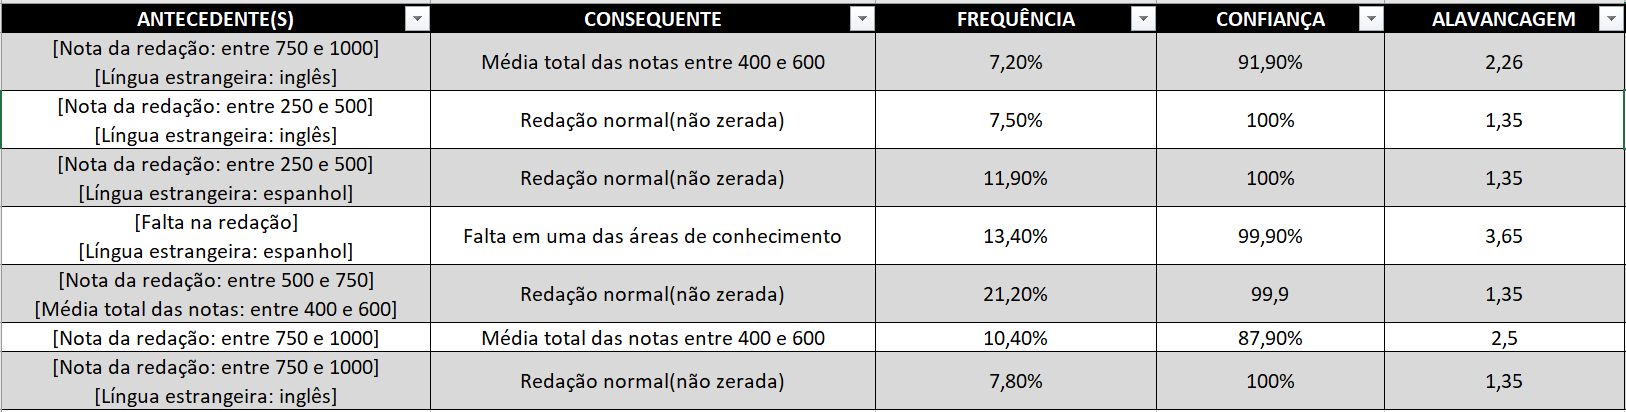 ANTECEDENTE(S) CONSEQUENTE FREQUÊNCIA CONFIANÇA ALAVANCAGEM
[Nota da redação: entre 750 e 1000]
[Língua estrangeira: inglês]
Média total das notas entre 400 e 600 7,20% 91,90% 2,26
[Nota da redação: entre 250 e 500]
[Língua estrangeira: inglês]
Redação normal(não zerada) 7,50% 100% 1,35
[Nota da redação: entre 250 e 500]
[Língua estrangeira: espanhol]
Redação normal(não zerada) 11,90% 100% 1,35
[Falta na redação]
[Língua estrangeira: espanhol]
Falta em uma das áreas de conhecimento 13,40% 99,90% 3,65
[Nota da redação: entre 500 e 750]
[Média total das notas: entre 400 e 600]
Redação normal(não zerada) 21,20% 99,9 1,35
[Nota da redação: entre 750 e 1000] Média total das notas entre 400 e 600 10,40% 87,90% 2,5
[Nota da redação: entre 750 e 1000]
[Língua estrangeira: inglês]
Redação normal(não zerada) 7,80% 100% 1,35